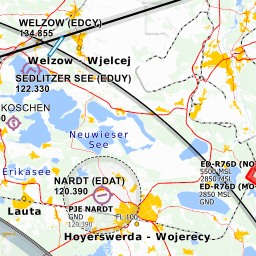 WELZOW (EDCY)
134.855
Welzow - Wjelcej
SEDLITZER SEE (EDUY)
122.330
KOSCHEN
Neuwieser
See
Erikasee
ED-R76D (NO
5500 MSL
2850 MSL
ED-R76D (MO
2850 MSL
GND
NARDT (EDAT)
120.390
PJE NARDT
GND
FL 100
Lauta
Hoyerswerda - Wojerecy